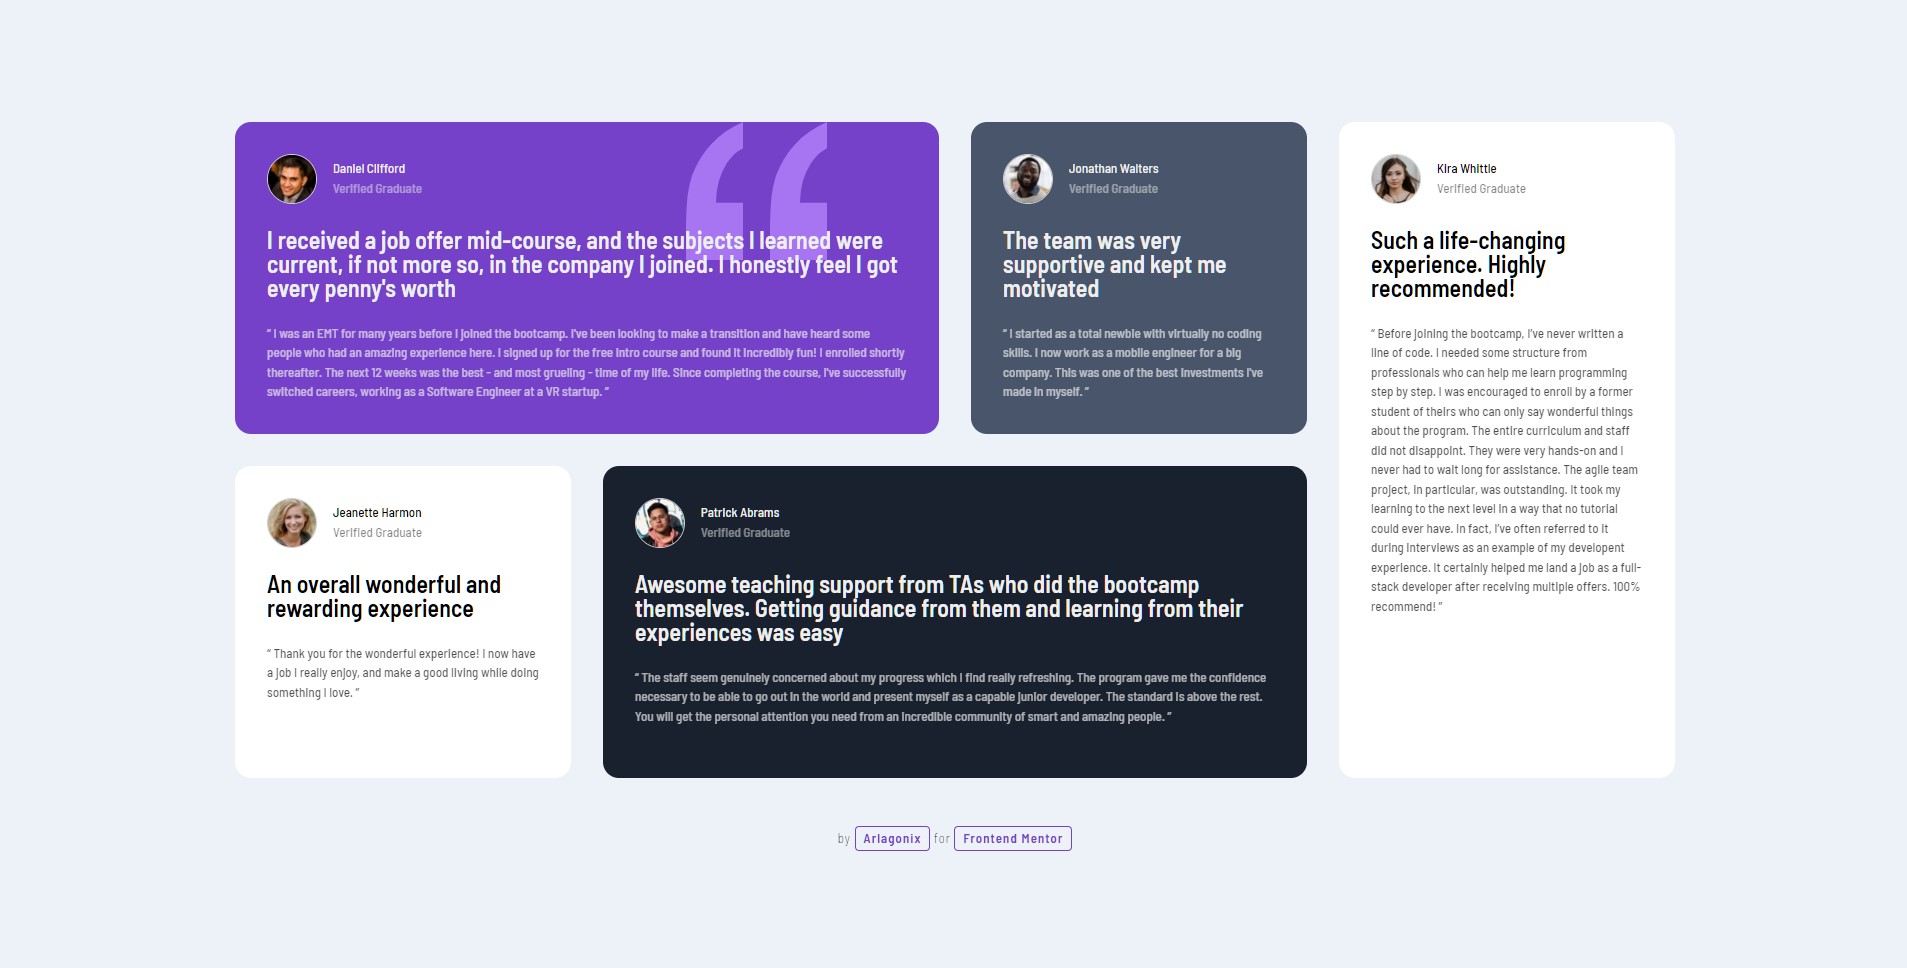 Daniel Clifford
Verified Graduate
I received a job offer mid-course, and the subjects I learned were
current, if not more so, in the company I joined. I honestly feel I got
every penny's worth
“ I was an EMT for many years before I joined the bootcamp. I've been looking to make a transition and have heard some
people who had an amazing experience here. I signed up for the free intro course and found it incredibly fun! I enrolled shortly
thereafter. The next 12 weeks was the best - and most grueling - time of my life. Since completing the course, I've successfully
switched careers, working as a Software Engineer at a VR startup. ”
Jonathan Walters
Verified Graduate
The team was very
supportive and kept me
motivated
“ I started as a total newbie with virtually no coding
skills. I now work as a mobile engineer for a big
company. This was one of the best investments I've
made in myself. ”
Kira Whittle
Verified Graduate
Such a life-changing
experience. Highly
recommended!
“ Before joining the bootcamp, I've never written a
line of code. I needed some structure from
professionals who can help me learn programming
step by step. I was encouraged to enroll by a former
student of theirs who can only say wonderful things
about the program. The entire curriculum and staff
did not disappoint. They were very hands-on and I
never had to wait long for assistance. The agile team
project, in particular, was outstanding. It took my
learning to the next level in a way that no tutorial
could ever have. In fact, I've often referred to it
during interviews as an example of my developent
experience. It certainly helped me land a job as a full-
stack developer after receiving multiple offers. 100%
recommend! ”
Jeanette Harmon
Verified Graduate
An overall wonderful and
rewarding experience
“ Thank you for the wonderful experience! I now have
a job I really enjoy, and make a good living while doing
something I love. ”
Patrick Abrams
Verified Graduate
Awesome teaching support from TAs who did the bootcamp
themselves. Getting guidance from them and learning from their
experiences was easy
“ The staff seem genuinely concerned about my progress which I find really refreshing. The program gave me the confidence
necessary to be able to go out in the world and present myself as a capable junior developer. The standard is above the rest.
You will get the personal attention you need from an incredible community of smart and amazing people. ”
by Arlagonix for Frontend Mentor